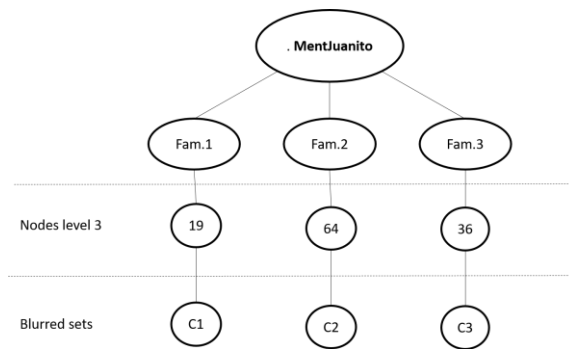 . MentJuanito
Fam.1 Fam.2 Fam.3
Nodes level 3 19 64 36
Blurred sets C1 C2 C3